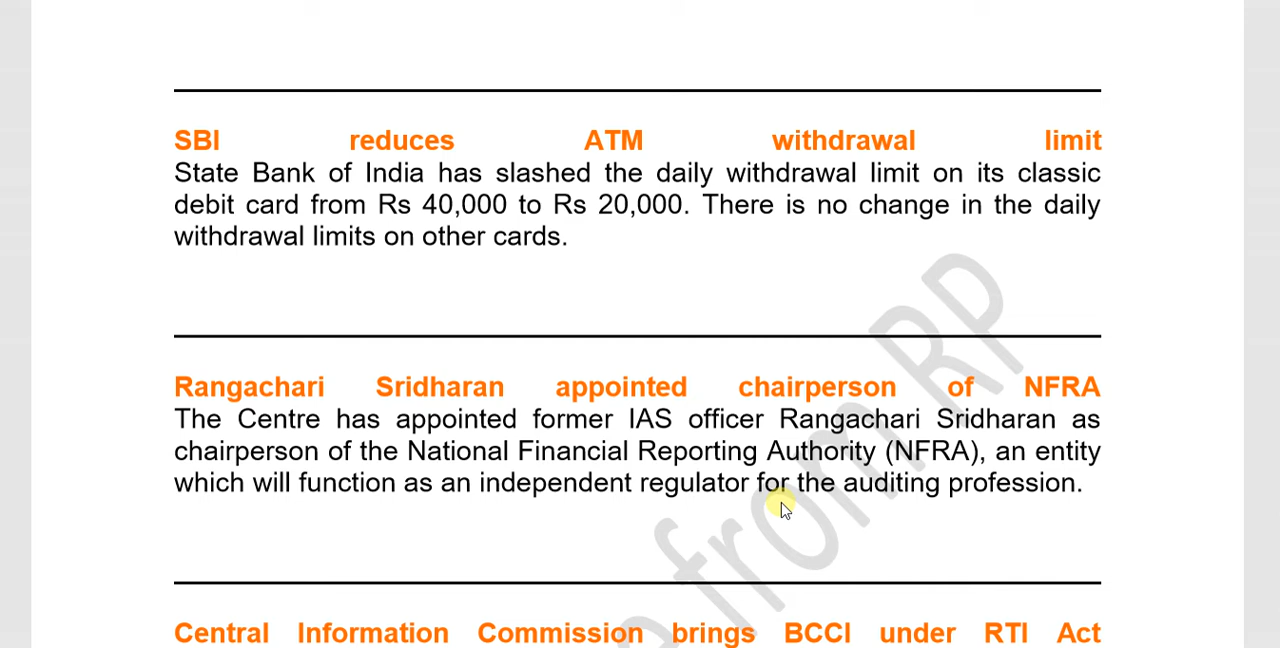 SBI reduces ATM withdrawal limit
State Bank of India has slashed the daily withdrawal limit on its classic
debit card from Rs 40,000 to Rs 20,000. There is no change in the daily
withdrawal limits on other cards.
Rangachari Sridharan appointed chairperson of NFRA
The Centre has appointed former IAS officer Rangachari Sridharan as
chairperson of the National Financial Reporting Authority (NFRA), an entity
which will function as an independent regulator for the auditing profession.
from RP
Central Information Commission brings BCCI under RTI Act